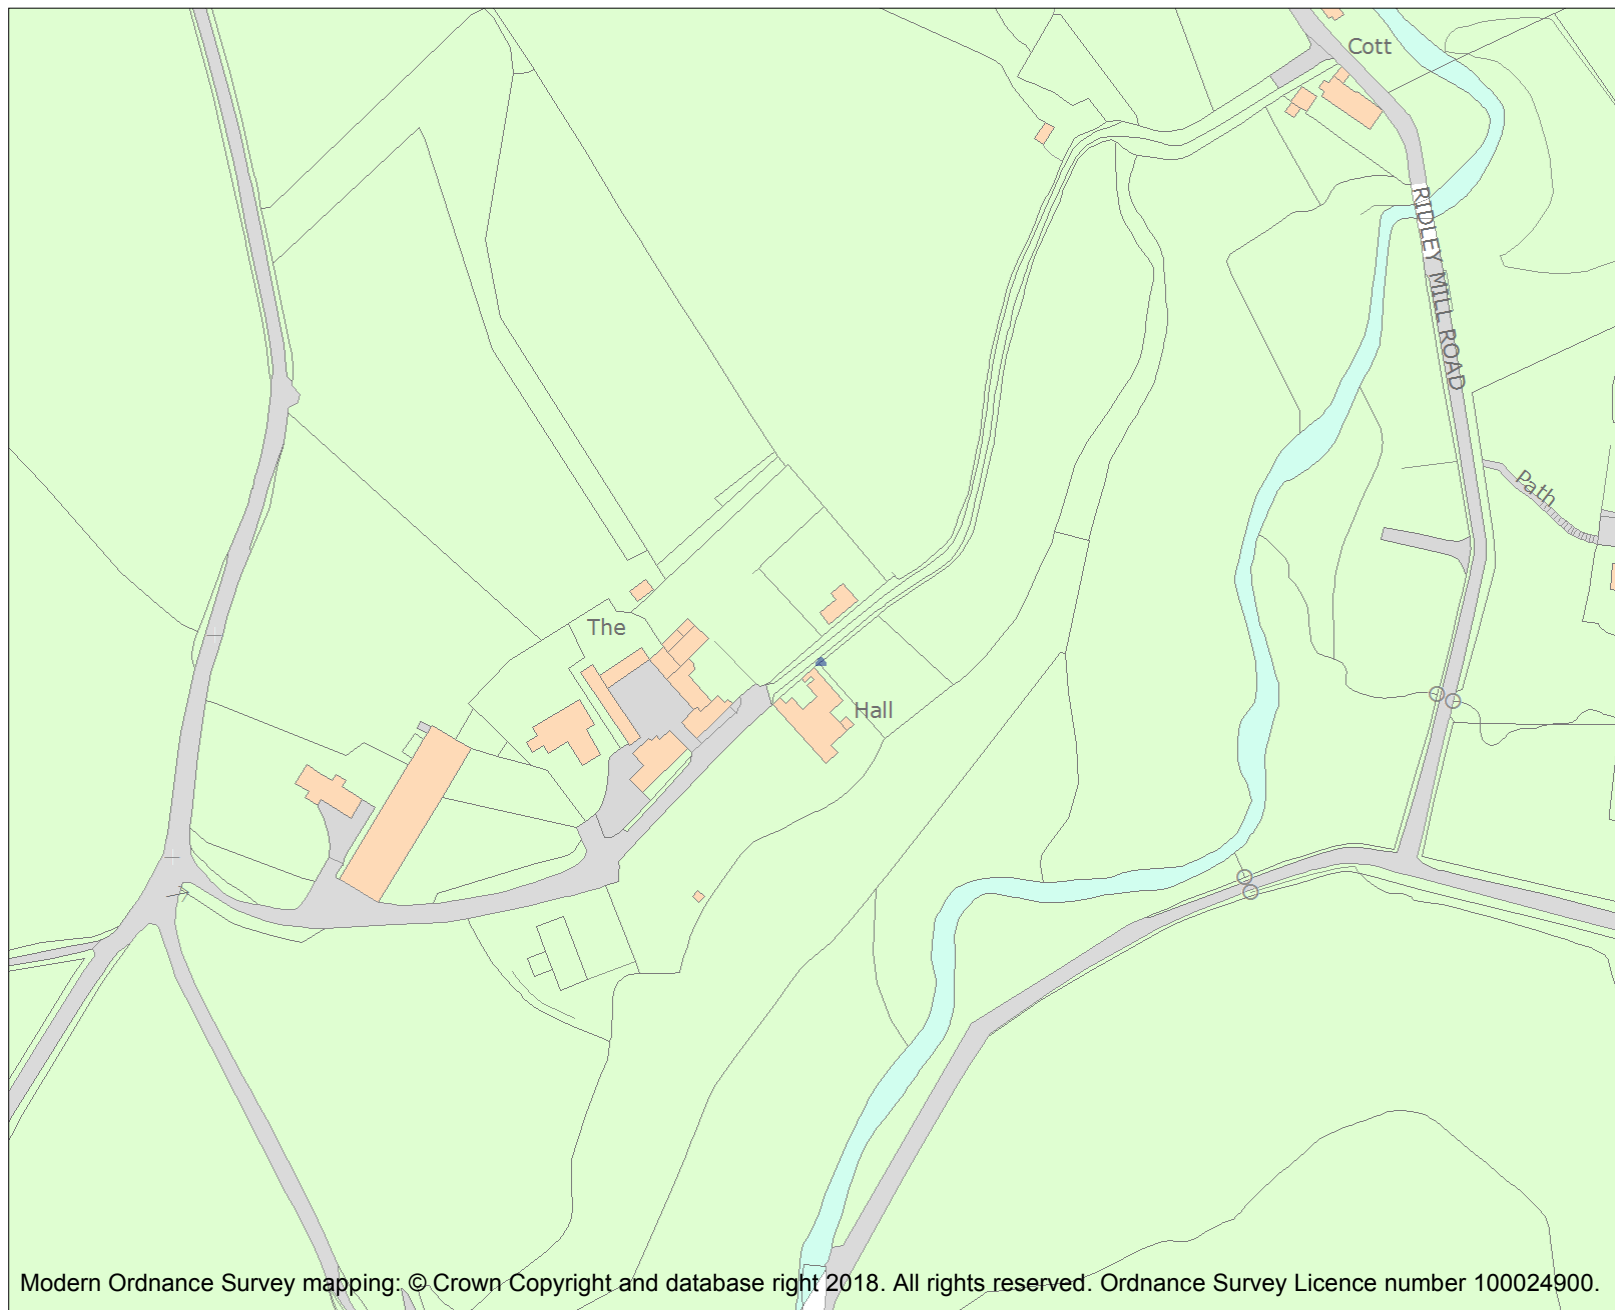 Cott
RIDLEY MILL ROAD
Path
The
Hall
Modern Ordnance Survey mapping: © Crown Copyright and database right 2018. All rights reserved. Ordnance Survey Licence number 100024900.